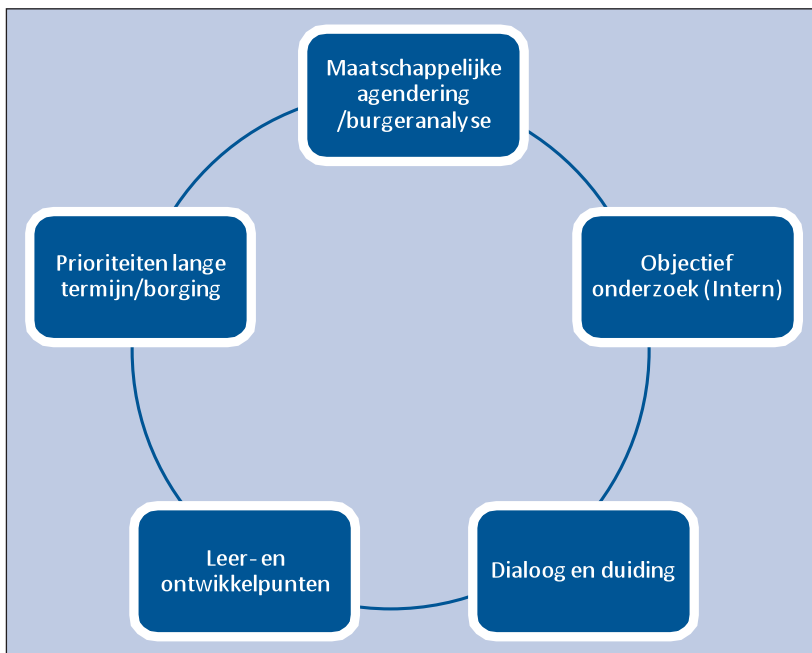 Maatschappelijke
agendering
/burgeranalyse
Objectief
onderzoek (Intern)
Dialoog en duiding
Leer- en
ontwikkelpunten
Prioriteiten lange
termijn/borging